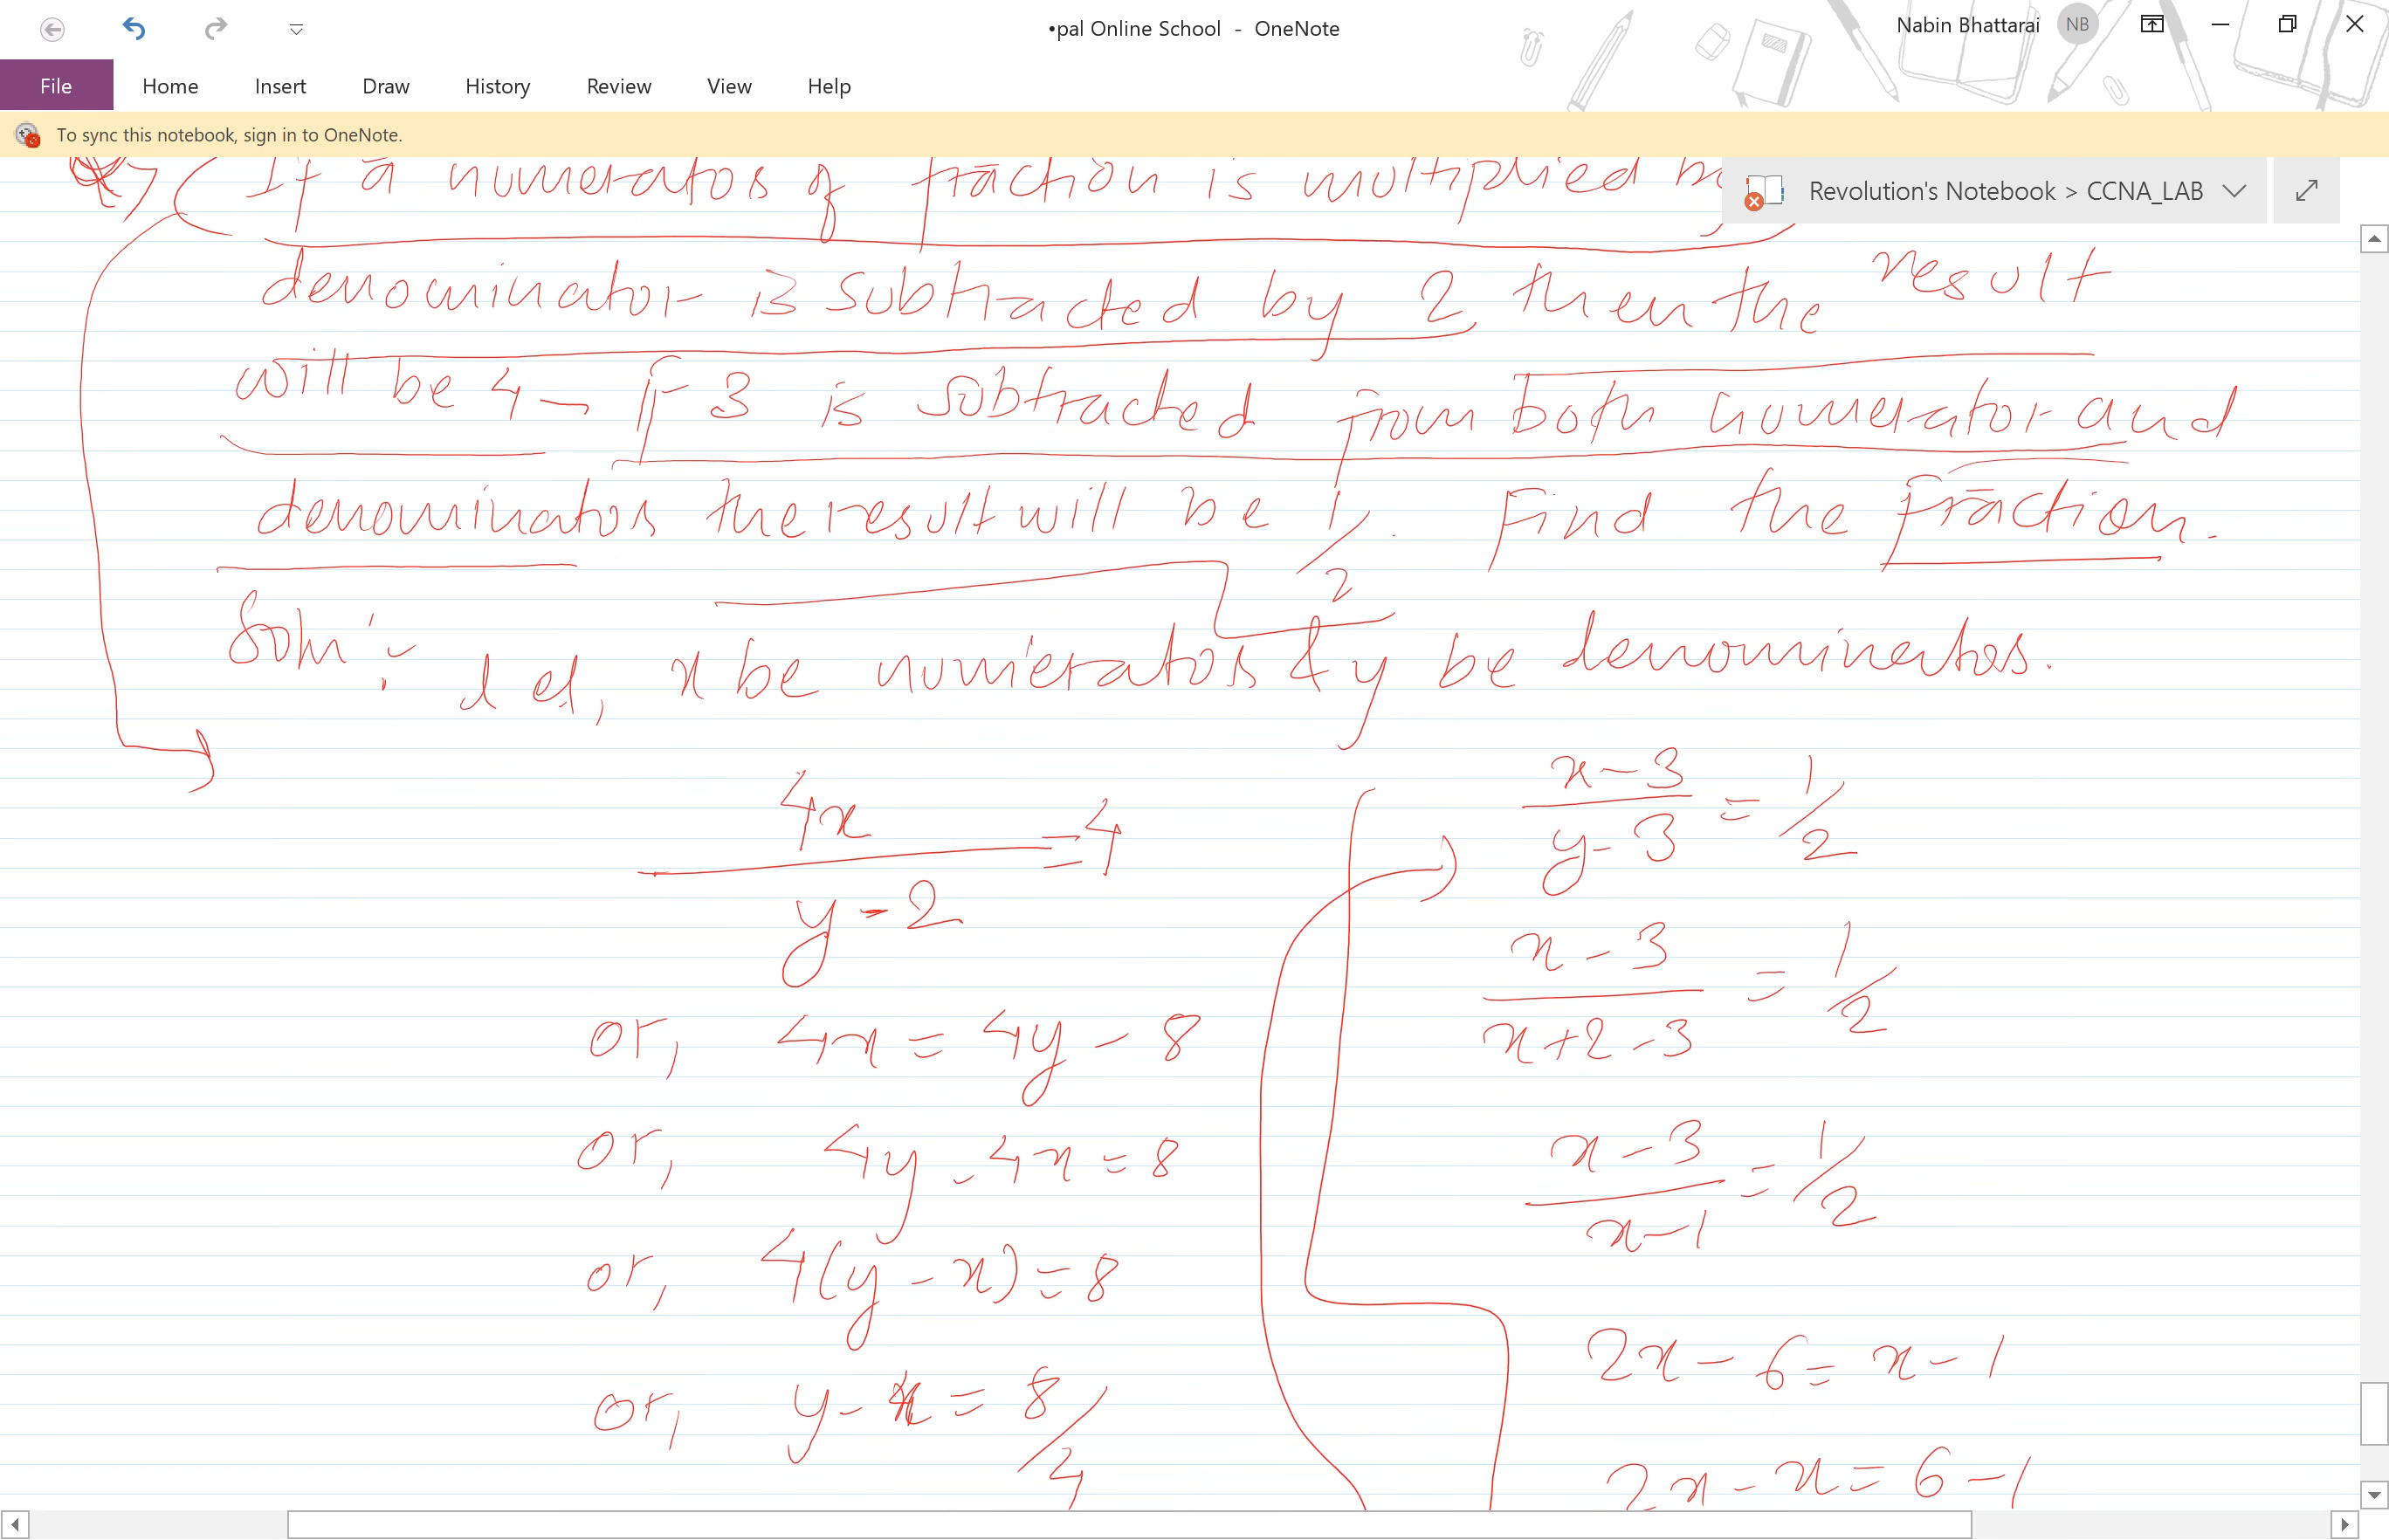 •pal Online School - OneNote
Nabin Bhattarai NB
File Home Insert Draw History Review View Help
To sync this notebook, sign in to OneNote.
Revolution's Notebook > CCNA_LAB
If a numerator of fraction is multiplied by
denominator is subtracted by 2 then the result
will be 4. If 3 is subtracted from both numerator and
denominator the result will be 1/2. Find the fraction.
Soln:- let, x be numerator & y be denominator.
4x/y-2 = 4
or, 4x = 4y - 8
or, 4y - 4x = 8
or, 4(y - x) = 8
or, y - x = 8/4
x-3/y-3 = 1/2
x-3/x+2-3 = 1/2
x-3/x-1 = 1/2
2x - 6 = x - 1
2x - x = 6 - 1